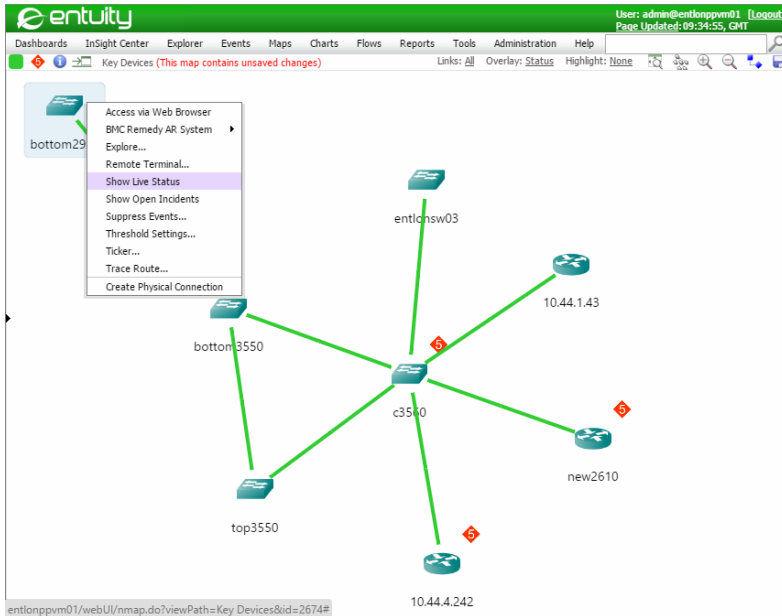 entuity
User: admin@entlonppvm01 [Logout
Page Updated: 09:34:55, GMT
Dashboards InSight Center Explorer Events Maps Charts Flows Reports Tools Administration Help
5 Key Devices (This map contains unsaved changes) Links: All Overlay: Status Highlight: None
bottom29
Access via Web Browser
BMC Remedy AR System
Explore...
Remote Terminal...
Show Live Status
Show Open Incidents
Suppress Events...
Threshold Settings...
Ticker...
Trace Route...
Create Physical Connection
entlonsw03
10.44.1.43
bottom3550
5
c3560
5
new2610
top3550
5
10.44.4.242
entlonppvm01/webUI/nmap.do?viewPath=Key Devices&id=2674#